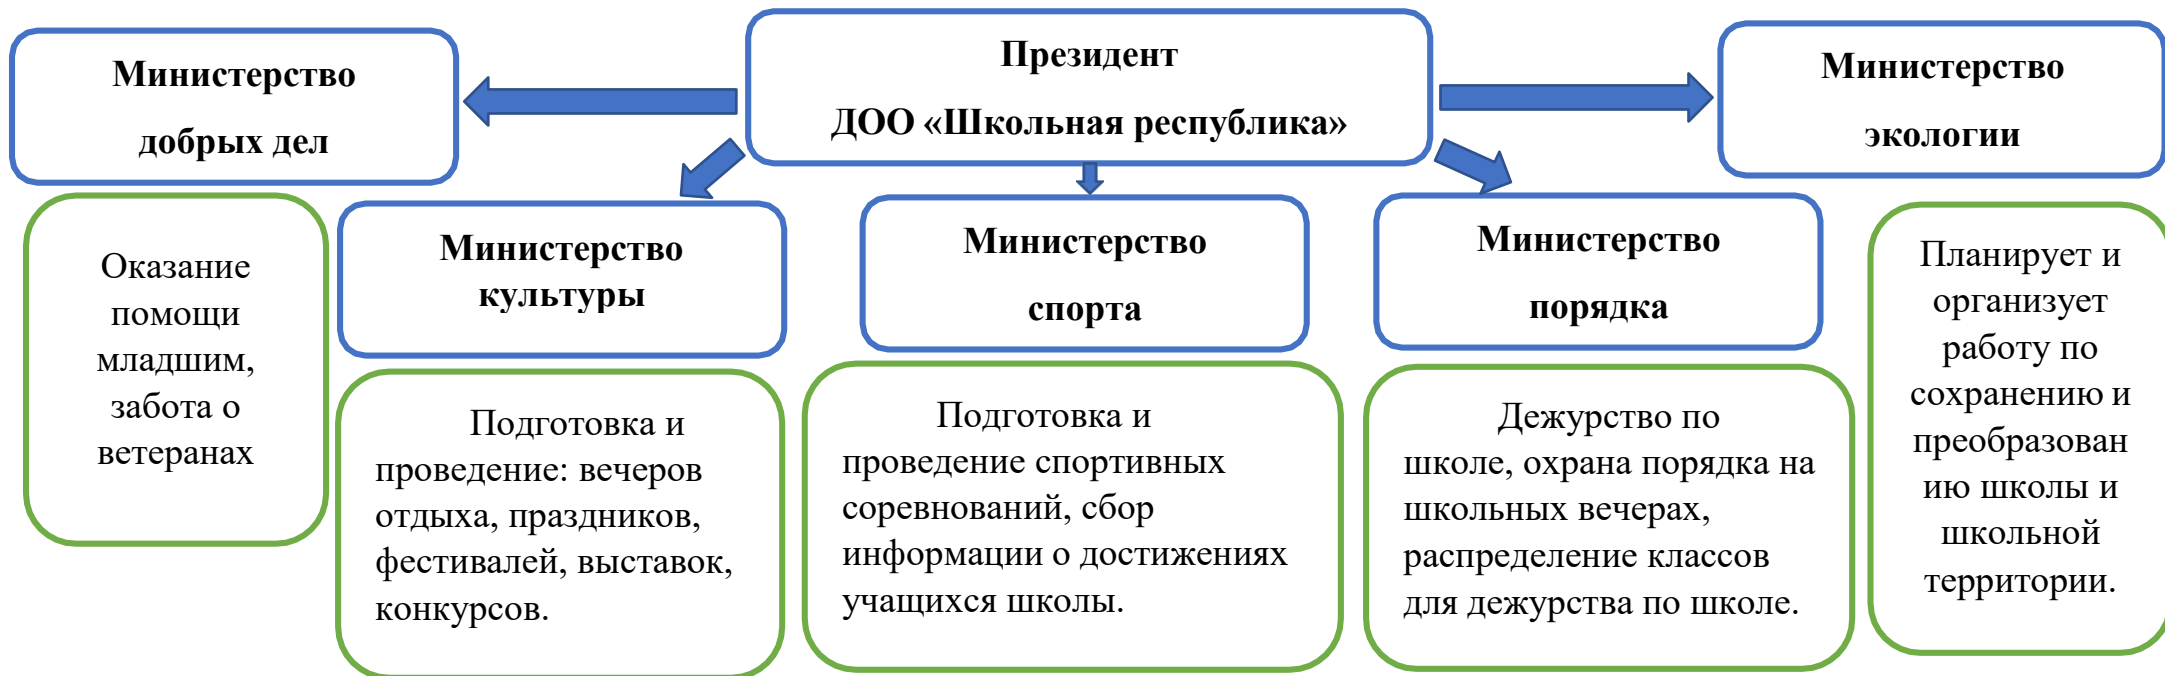 Министерство
добрых дел
Президент
ДОО «Школьная республика»
Министерство
экологии
Министерство
культуры
Министерство
спорта
Министерство
порядка
Оказание
помощи
младшим,
забота о
ветеранах
Подготовка и
проведение: вечеров
отдыха, праздников,
фестивалей, выставок,
конкурсов.
Подготовка и
проведение спортивных
соревнований, сбор
информации о достижениях
учащихся школы.
Дежурство по
школе, охрана порядка на
школьных вечерах,
распределение классов
для дежурства по школе.
Планирует и
организует
работу по
сохранению и
преобразован
ию школы и
школьной
территории.